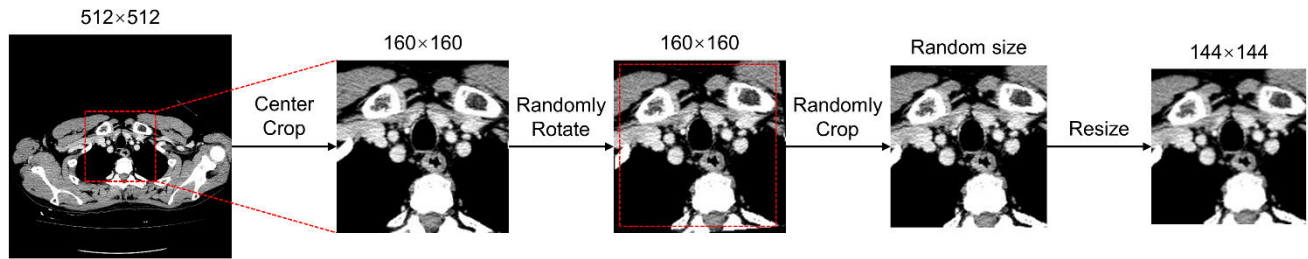 512×512
Center
Crop
160×160
Randomly
Rotate
160×160
Randomly
Crop
Random size
Resize
144×144